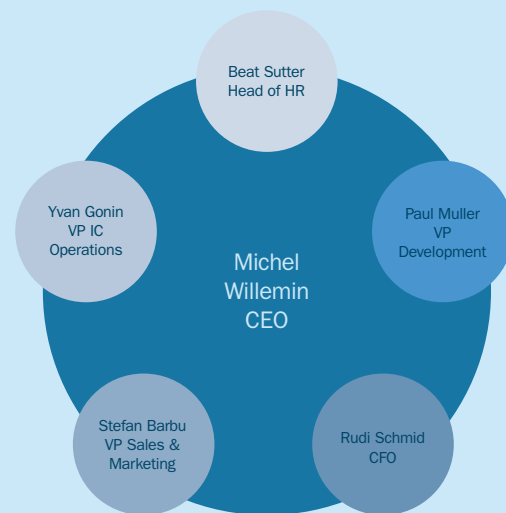 Beat Sutter
Head of HR
Yvan Gonin
VP IC
Operations
Paul Muller
VP
Development
Michel
Willemin
CEO
Stefan Barbu
VP Sales &
Marketing
Rudi Schmid
CFO